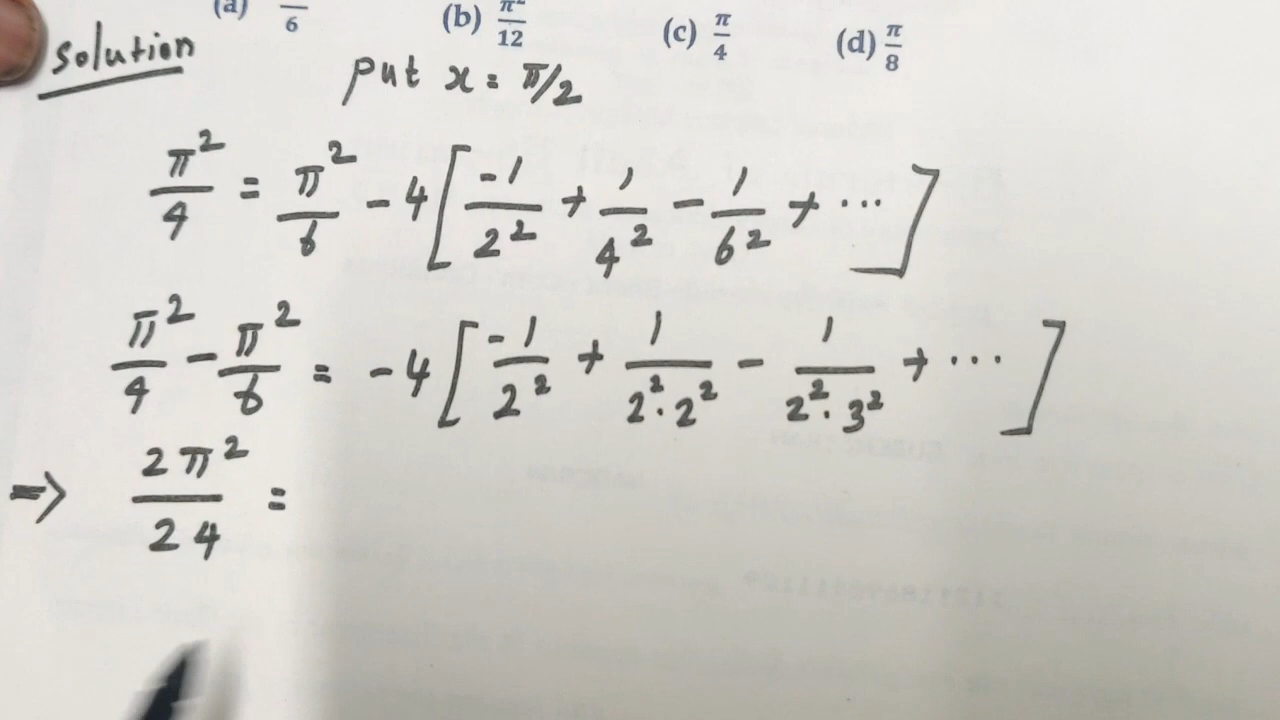 (a) 6 (b) π²/12 (c) π/4 (d) π/8
Solution
put x = π/2
π²/4 = π²/6 - 4[-1/2² + 1/4² - 1/6² + ...]
π²/4 - π²/6 = -4[-1/2² + 1/2²·2² - 1/2²·3² + ...]
=> 2π²/24 =